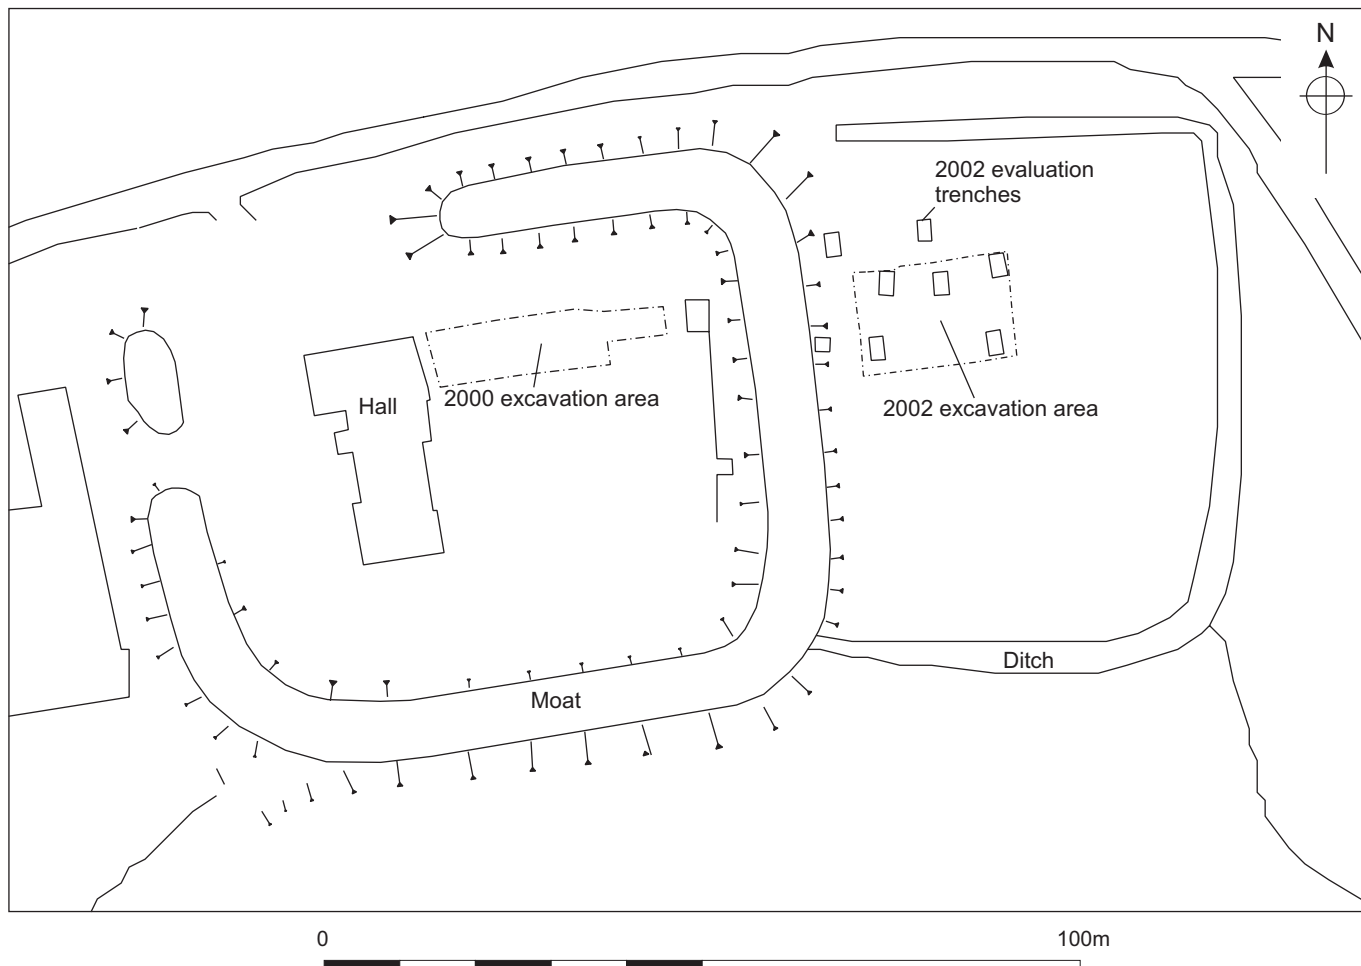 N
2002 evaluation
trenches
2000 excavation area
Hall
2002 excavation area
Ditch
Moat
0
100m